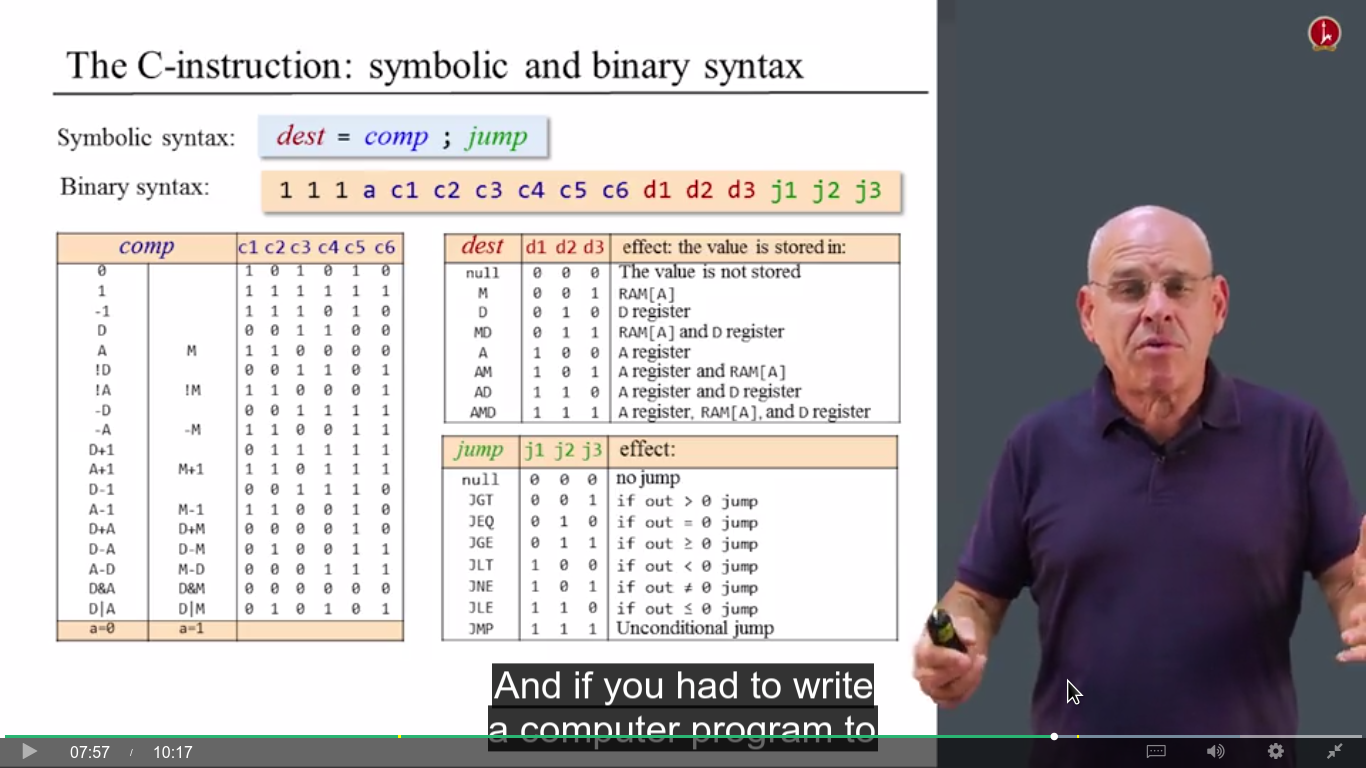 The C-instruction: symbolic and binary syntax
Symbolic syntax: dest = comp ; jump
Binary syntax: 1 1 1 a c1 c2 c3 c4 c5 c6 d1 d2 d3 j1 j2 j3
comp c1 c2 c3 c4 c5 c6
0 1 0 1 0 1 0
1 1 1 1 1 1 1
-1 1 1 1 0 1 0
D 0 0 1 1 0 0
A M 1 1 0 0 0 0
!D 0 0 1 1 0 1
!A !M 1 1 0 0 0 1
-D 0 0 1 1 1 1
-A -M 1 1 0 0 1 1
D+1 0 1 1 1 1 1
A+1 M+1 1 1 0 1 1 1
D-1 0 0 1 1 1 0
A-1 M-1 1 1 0 0 1 0
D+A D+M 0 0 0 0 1 0
D-A D-M 0 1 0 0 1 1
A-D M-D 0 0 0 1 1 1
D&A D&M 0 0 0 0 0 0
D|A D|M 0 1 0 1 0 1
a=0 a=1
dest d1 d2 d3 effect: the value is stored in:
null 0 0 0 The value is not stored
M 0 0 1 RAM[A]
D 0 1 0 D register
MD 0 1 1 RAM[A] and D register
A 1 0 0 A register
AM 1 0 1 A register and RAM[A]
AD 1 1 0 A register and D register
AMD 1 1 1 A register, RAM[A], and D register
jump j1 j2 j3 effect:
null 0 0 0 no jump
JGT 0 0 1 if out > 0 jump
JEQ 0 1 0 if out = 0 jump
JGE 0 1 1 if out ≥ 0 jump
JLT 1 0 0 if out < 0 jump
JNE 1 0 1 if out ≠ 0 jump
JLE 1 1 0 if out ≤ 0 jump
JMP 1 1 1 Unconditional jump
And if you had to write
a computer program to
07:57 / 10:17